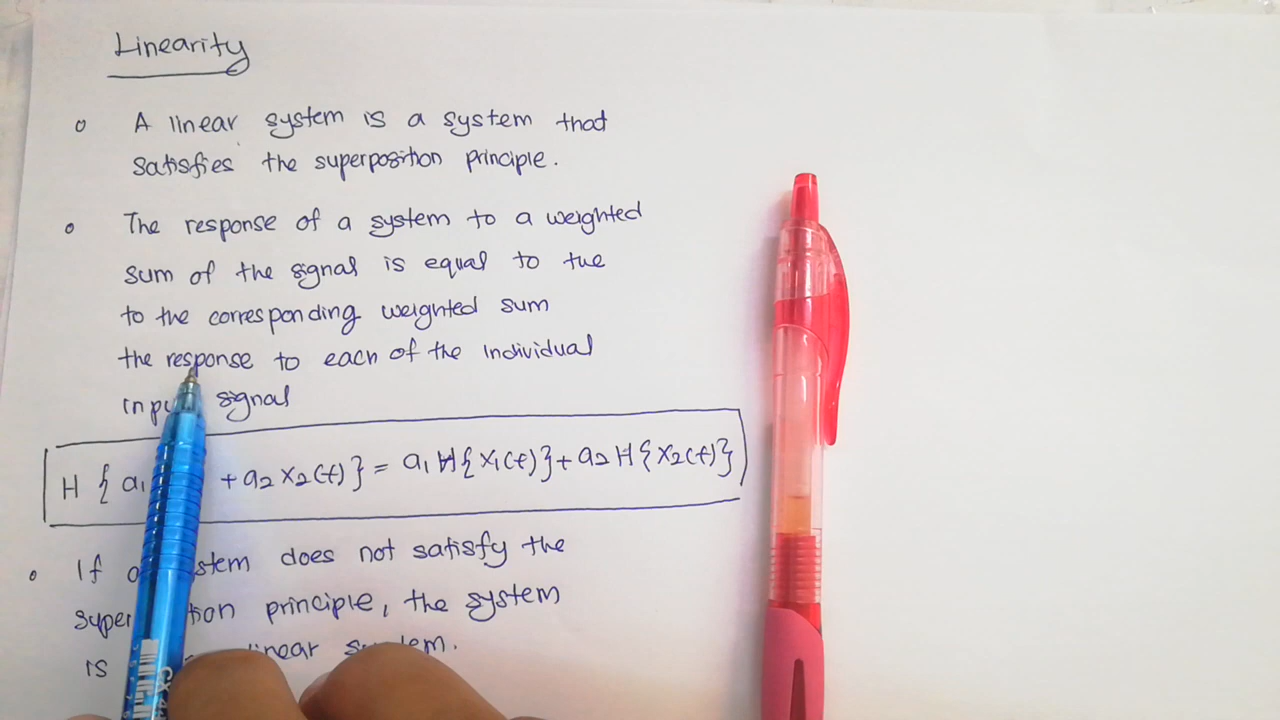 Linearity
o A linear system is a system that
satisfies the superposition principle.
o The response of a system to a weighted
sum of the signal is equal to the
to the corresponding weighted sum
the response to each of the individual
signal
H { a1 + a2 x2(t)} = a1 H{x1(t)} + a2 H{x2(t)}
o If does not satisfy the
principle, the system
is system.